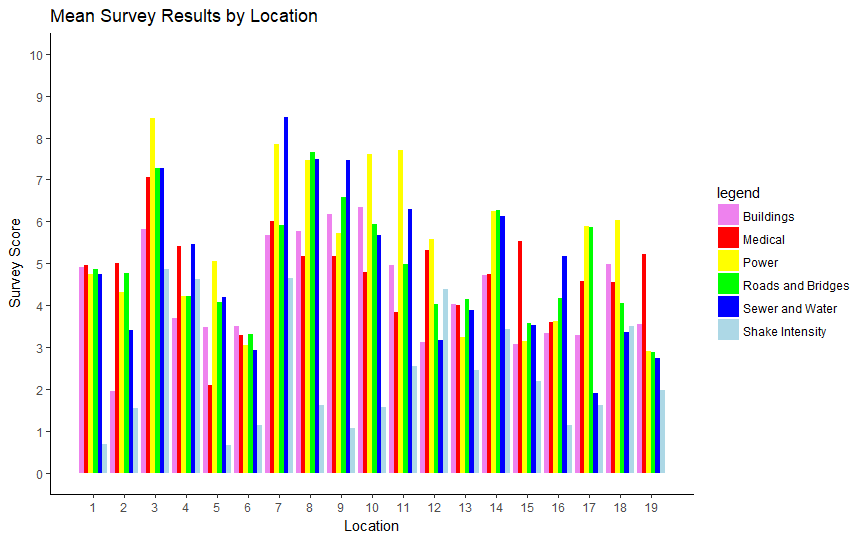 Mean Survey Results by Location
10
9
8
7
6
5
4
3
2
1
0
Survey Score
1 2 3 4 5 6 7 8 9 10 11 12 13 14 15 16 17 18 19
Location
legend
Buildings
Medical
Power
Roads and Bridges
Sewer and Water
Shake Intensity